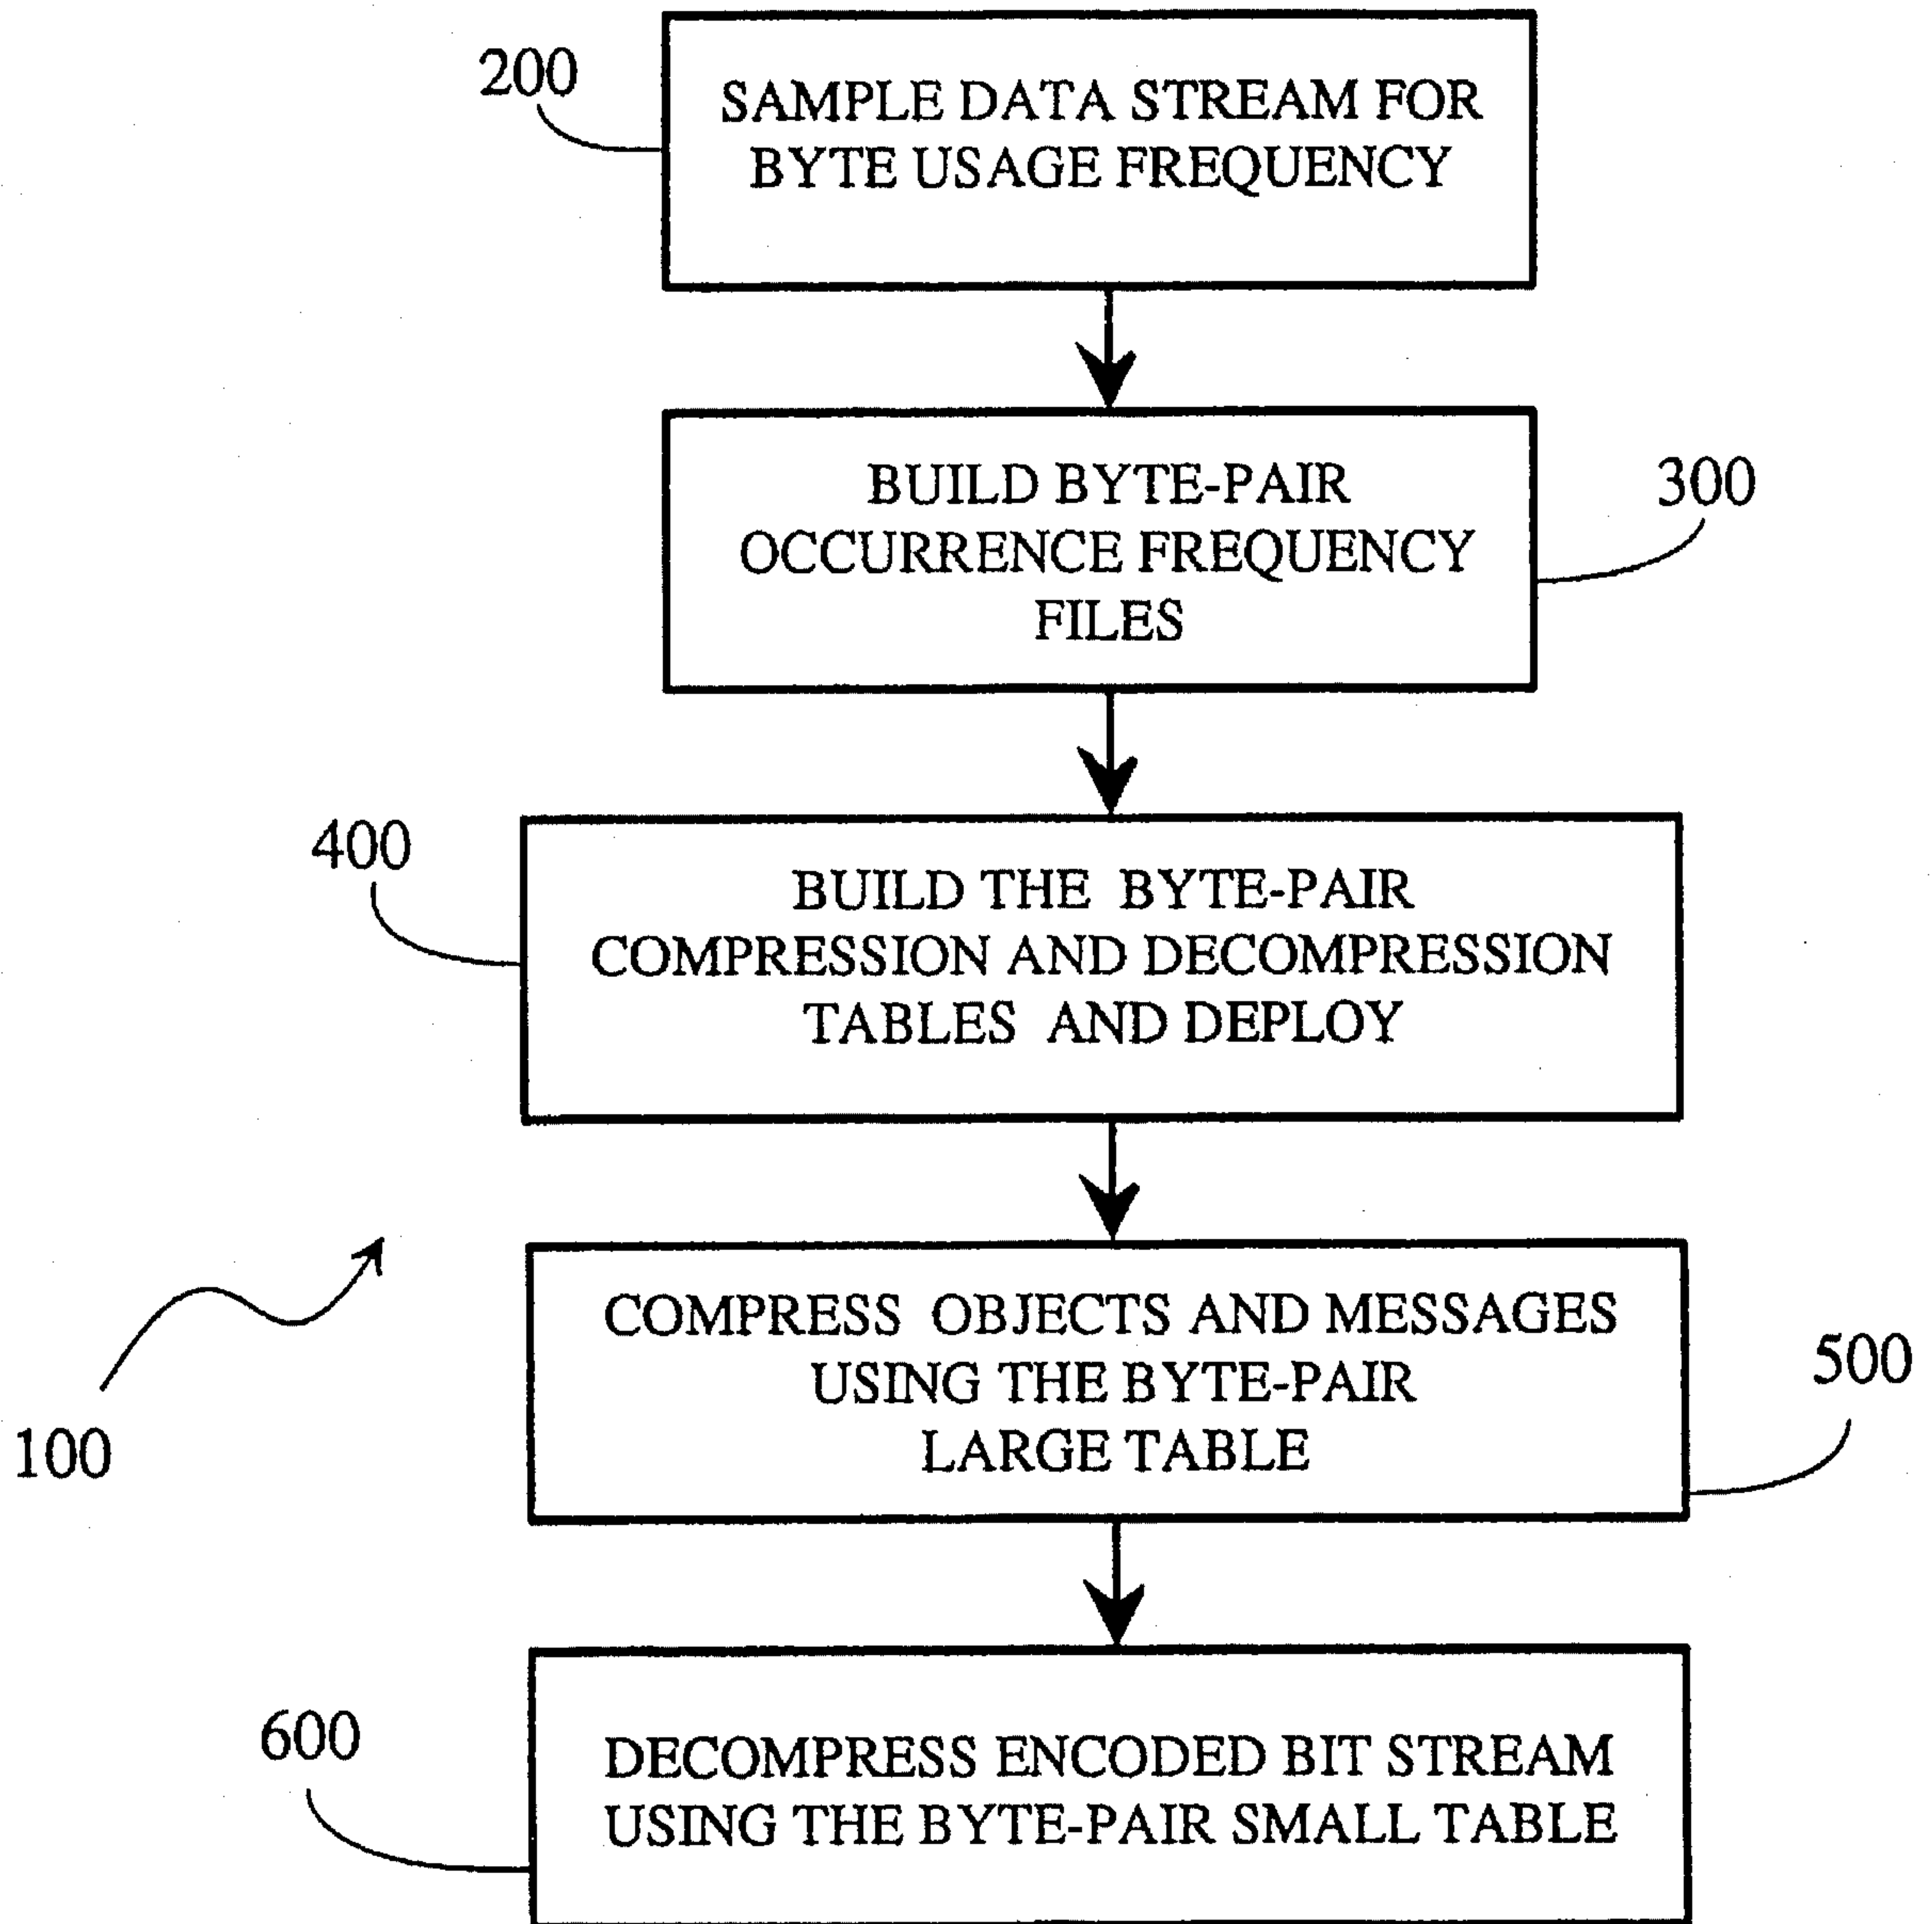 200
SAMPLE DATA STREAM FOR
BYTE USAGE FREQUENCY
BUILD BYTE-PAIR
OCCURRENCE FREQUENCY
FILES
300
400
BUILD THE BYTE-PAIR
COMPRESSION AND DECOMPRESSION
TABLES AND DEPLOY
100
COMPRESS OBJECTS AND MESSAGES
USING THE BYTE-PAIR
LARGE TABLE
500
600
DECOMPRESS ENCODED BIT STREAM
USING THE BYTE-PAIR SMALL TABLE